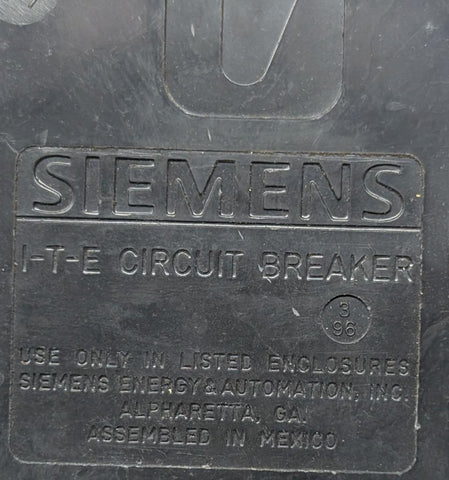 SIEMENS
I-T-E CIRCUIT BREAKER
3
96
USE ONLY IN LISTED ENCLOSURES
SIEMENS ENERGY & AUTOMATION, INC.
ALPHARETTA, GA.
ASSEMBLED IN MEXICO